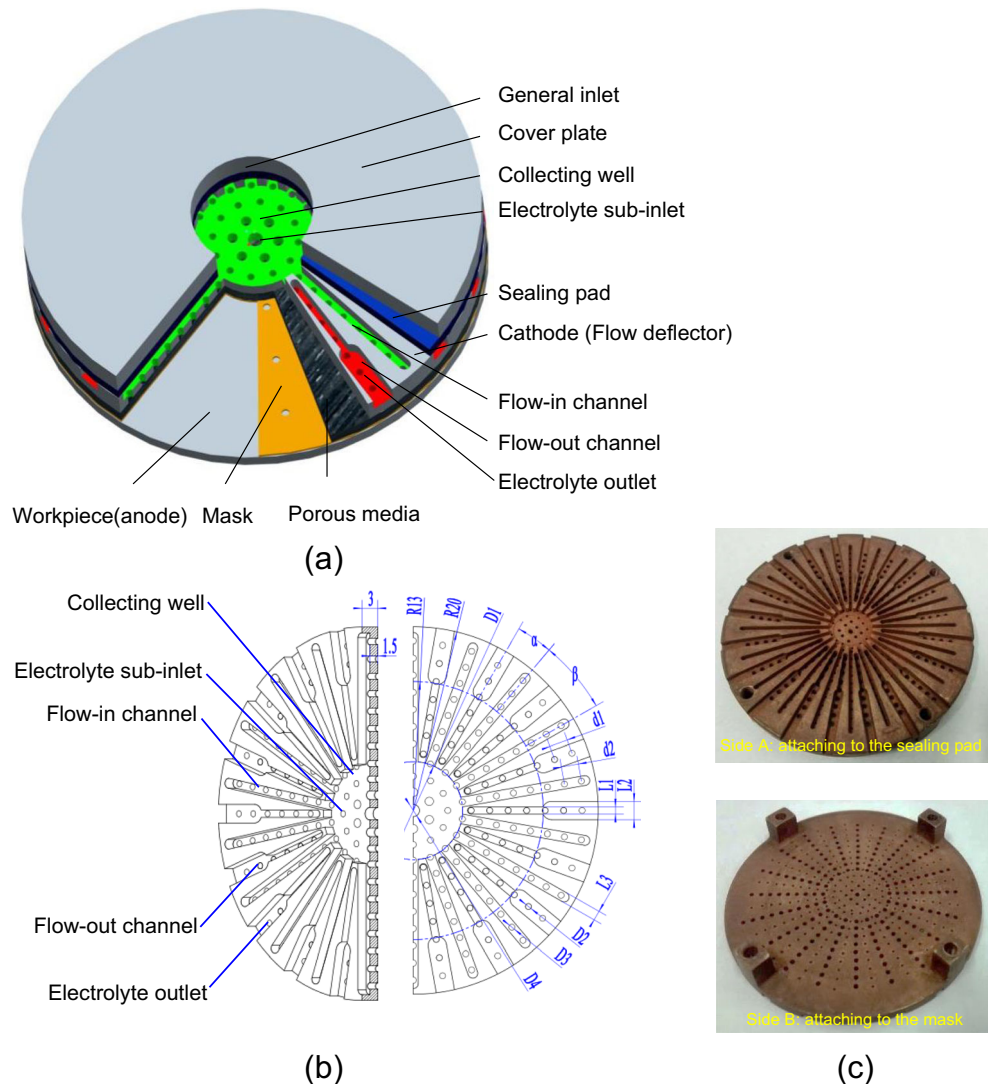 General inlet
Cover plate
Collecting well
Electrolyte sub-inlet
Sealing pad
Cathode (Flow deflector)
Flow-in channel
Flow-out channel
Electrolyte outlet
Workpiece(anode) Mask Porous media
(a)
Collecting well
Electrolyte sub-inlet
Flow-in channel
Flow-out channel
Electrolyte outlet
3
1.5
R13
R20
D1
α
β
d1
d2
L1
L2
L3
D2
D3
D4
(b)
Side A: attaching to the sealing pad
Side B: attaching to the mask
(c)